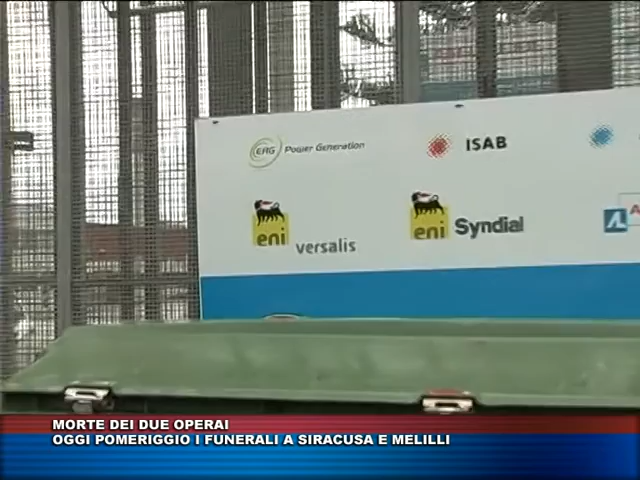 ERG Power Generation
ISAB
eni versalis
eni Syndial
MORTE DEI DUE OPERAI
OGGI POMERIGGIO I FUNERALI A SIRACUSA E MELILLI